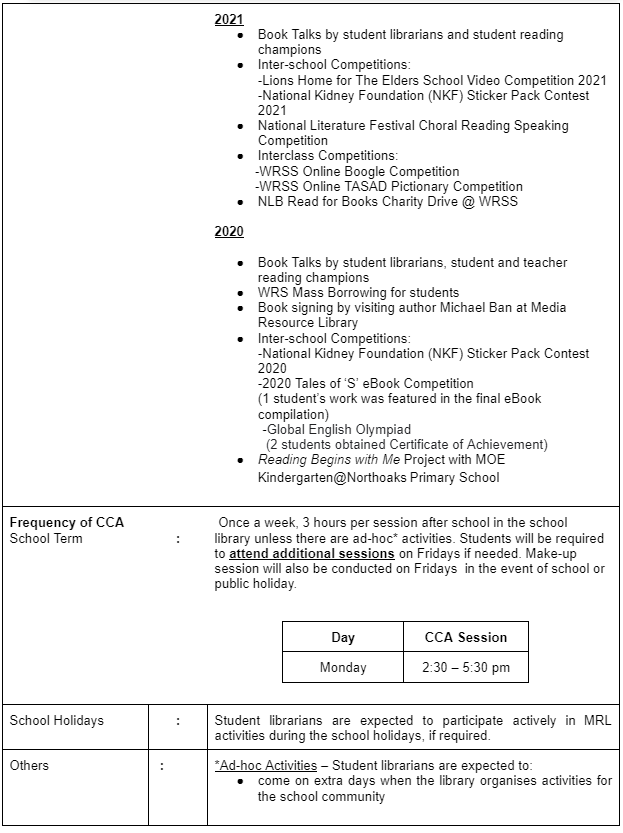 2021
● Book Talks by student librarians and student reading
champions
● Inter-school Competitions:
-Lions Home for The Elders School Video Competition 2021
-National Kidney Foundation (NKF) Sticker Pack Contest
2021
● National Literature Festival Choral Reading Speaking
Competition
● Interclass Competitions:
-WRSS Online Boogle Competition
-WRSS Online TASAD Pictionary Competition
● NLB Read for Books Charity Drive @ WRSS
2020
● Book Talks by student librarians, student and teacher
reading champions
● WRS Mass Borrowing for students
● Book signing by visiting author Michael Ban at Media
Resource Library
● Inter-school Competitions:
-National Kidney Foundation (NKF) Sticker Pack Contest
2020
-2020 Tales of ‘S’ eBook Competition
(1 student’s work was featured in the final eBook
compilation)
-Global English Olympiad
(2 students obtained Certificate of Achievement)
● Reading Begins with Me Project with MOE
Kindergarten@Northoaks Primary School
Frequency of CCA
School Term :
Once a week, 3 hours per session after school in the school
library unless there are ad-hoc* activities. Students will be required
to attend additional sessions on Fridays if needed. Make-up
session will also be conducted on Fridays in the event of school or
public holiday.
Day CCA Session
Monday 2:30 – 5:30 pm
School Holidays : Student librarians are expected to participate actively in MRL
activities during the school holidays, if required.
Others : *Ad-hoc Activities – Student librarians are expected to:
● come on extra days when the library organises activities for
the school community